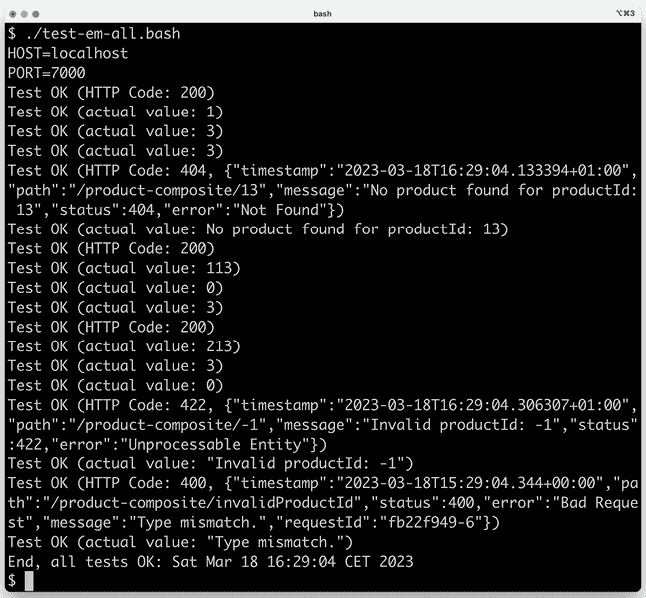 bash
⌥⌘3
$ ./test-em-all.bash
HOST=localhost
PORT=7000
Test OK (HTTP Code: 200)
Test OK (actual value: 1)
Test OK (actual value: 3)
Test OK (actual value: 3)
Test OK (HTTP Code: 404, {"timestamp":"2023-03-18T16:29:04.133394+01:00",
"path":"/product-composite/13","message":"No product found for productId:
 13","status":404,"error":"Not Found"})
Test OK (actual value: No product found for productId: 13)
Test OK (HTTP Code: 200)
Test OK (actual value: 113)
Test OK (actual value: 0)
Test OK (actual value: 3)
Test OK (HTTP Code: 200)
Test OK (actual value: 213)
Test OK (actual value: 3)
Test OK (actual value: 0)
Test OK (HTTP Code: 422, {"timestamp":"2023-03-18T16:29:04.306307+01:00",
"path":"/product-composite/-1","message":"Invalid productId: -1","status"
:422,"error":"Unprocessable Entity"})
Test OK (actual value: "Invalid productId: -1")
Test OK (HTTP Code: 400, {"timestamp":"2023-03-18T15:29:04.344+00:00","pa
th":"/product-composite/invalidProductId","status":400,"error":"Bad Reque
st","message":"Type mismatch.","requestId":"fb22f949-6"})
Test OK (actual value: "Type mismatch.")
End, all tests OK: Sat Mar 18 16:29:04 CET 2023
$